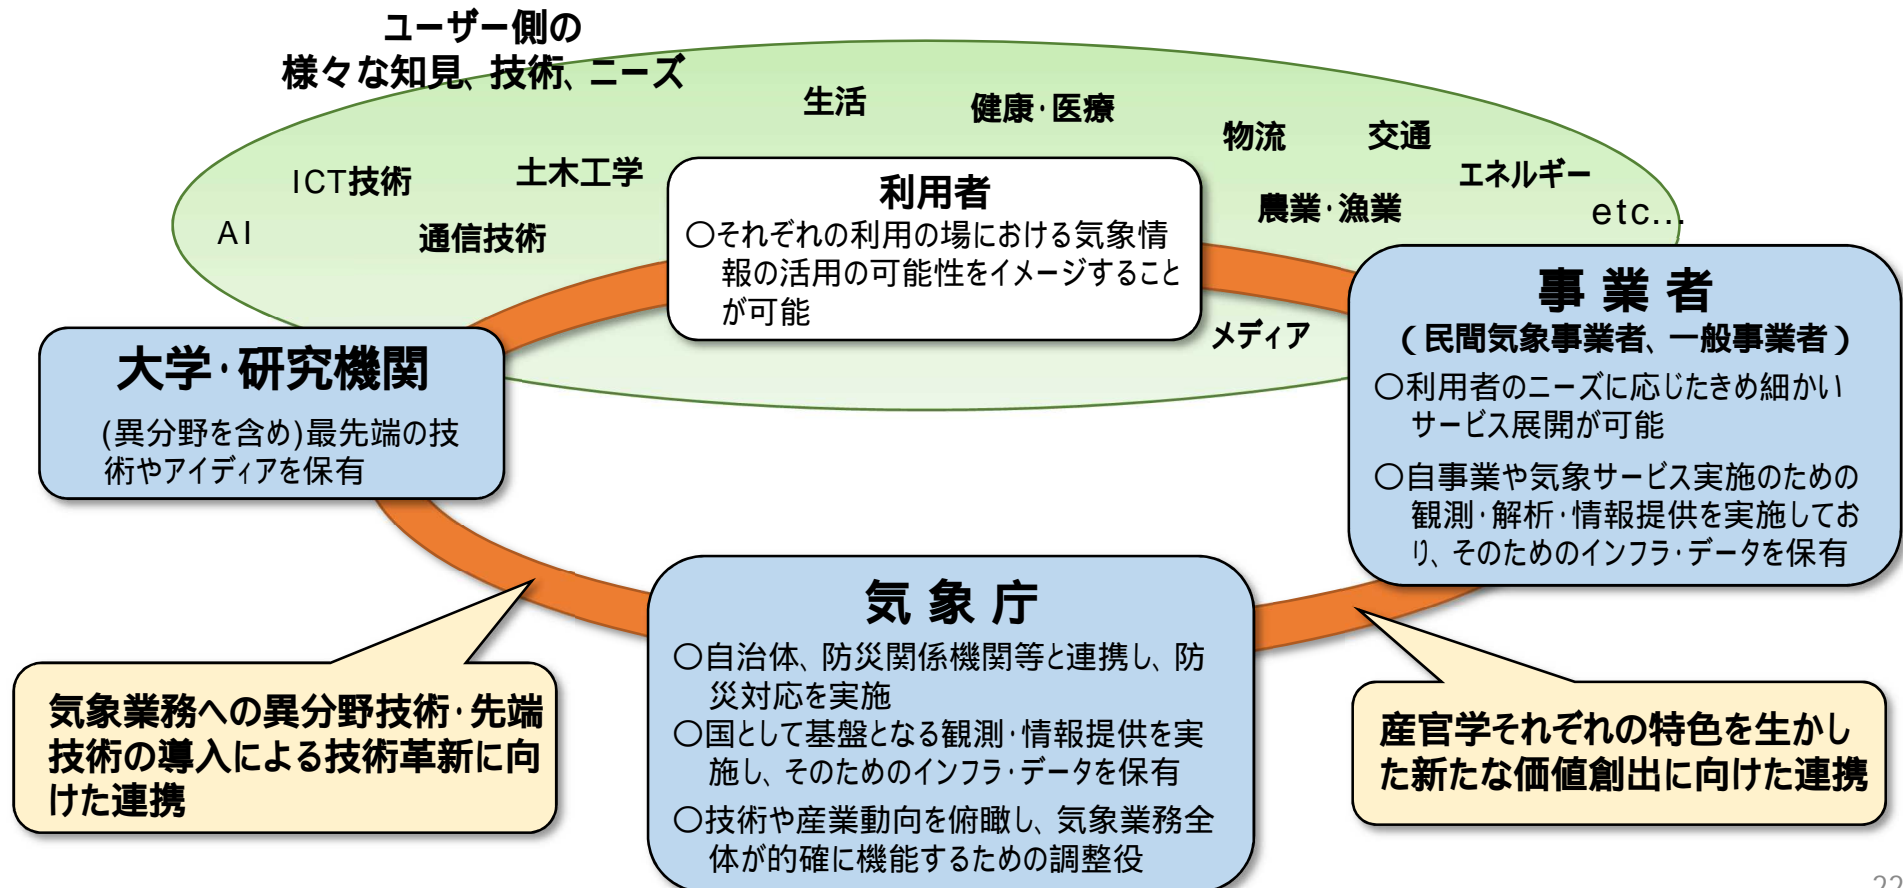 ユーザー側の
様々な知見、技術、ニーズ
生活
健康・医療
物流
交通
エネルギー
ICT技術
土木工学
農業・漁業
etc…
AI
通信技術
メディア
利用者
○それぞれの利用の場における気象情
報の活用の可能性をイメージすること
が可能
大学・研究機関
(異分野を含め)最先端の技
術やアイディアを保有
事業者
（民間気象事業者、一般事業者）
○利用者のニーズに応じたきめ細かい
サービス展開が可能
○自事業や気象サービス実施のための
観測・解析・情報提供を実施してお
り、そのためのインフラ・データを保有
気象庁
○自治体、防災関係機関等と連携し、防
災対応を実施
○国として基盤となる観測・情報提供を実
施し、そのためのインフラ・データを保有
○技術や産業動向を俯瞰し、気象業務全
体が的確に機能するための調整役
気象業務への異分野技術・先端
技術の導入による技術革新に向
けた連携
産官学それぞれの特色を生かし
た新たな価値創出に向けた連携
22